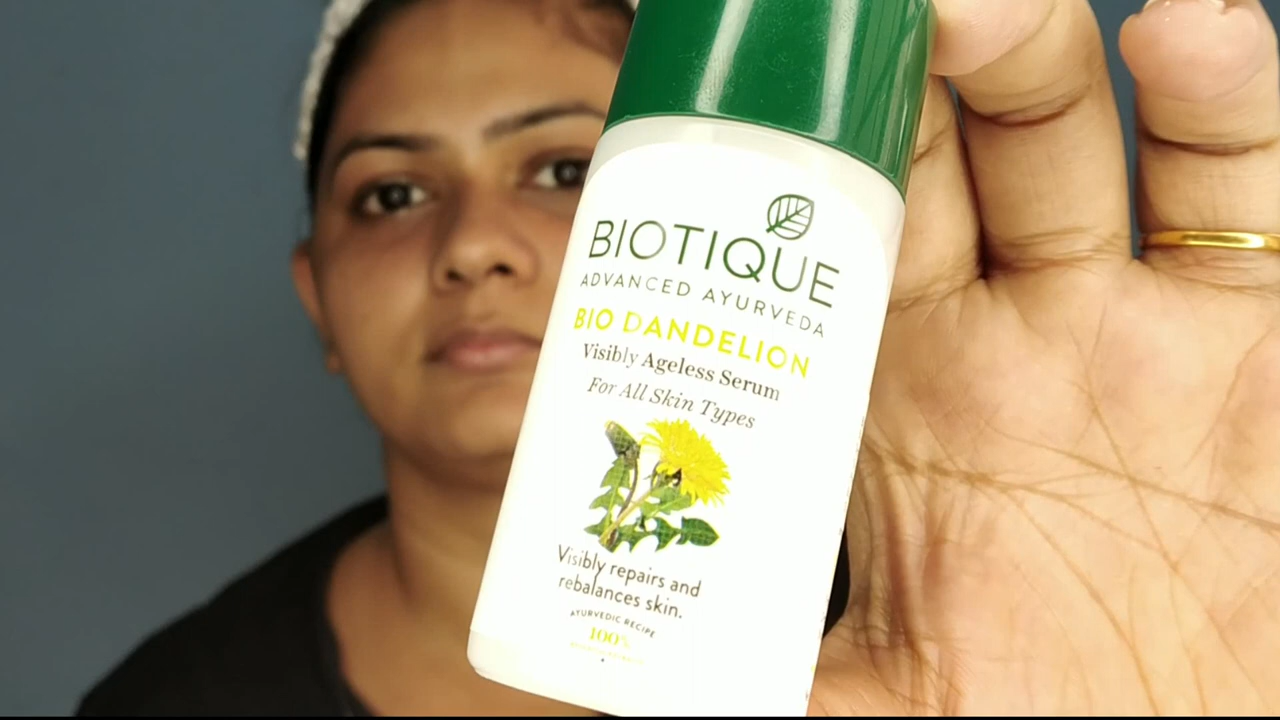 BIOTIQUE
ADVANCED AYURVEDA
BIO DANDELION
Visibly Ageless Serum
For All Skin Types
Visibly repairs and
rebalances skin.
AYURVEDIC RECIPE
100%